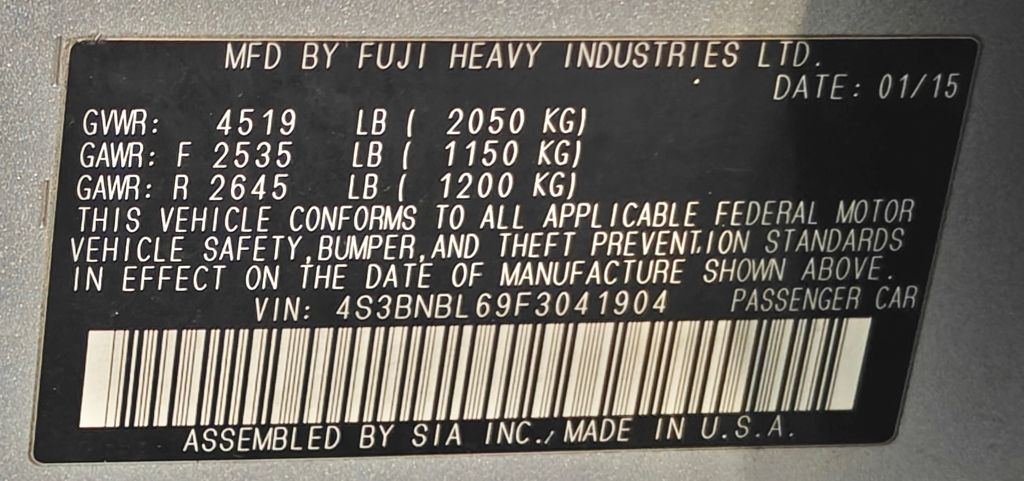 MFD BY FUJI HEAVY INDUSTRIES LTD.
DATE: 01/15
GVWR: 4519 LB ( 2050 KG)
GAWR: F 2535 LB ( 1150 KG)
GAWR: R 2645 LB ( 1200 KG)
THIS VEHICLE CONFORMS TO ALL APPLICABLE FEDERAL MOTOR
VEHICLE SAFETY, BUMPER, AND THEFT PREVENTION STANDARDS
IN EFFECT ON THE DATE OF MANUFACTURE SHOWN ABOVE.
VIN: 4S3BNBL69F3041904 PASSENGER CAR
ASSEMBLED BY SIA INC., MADE IN U.S.A.